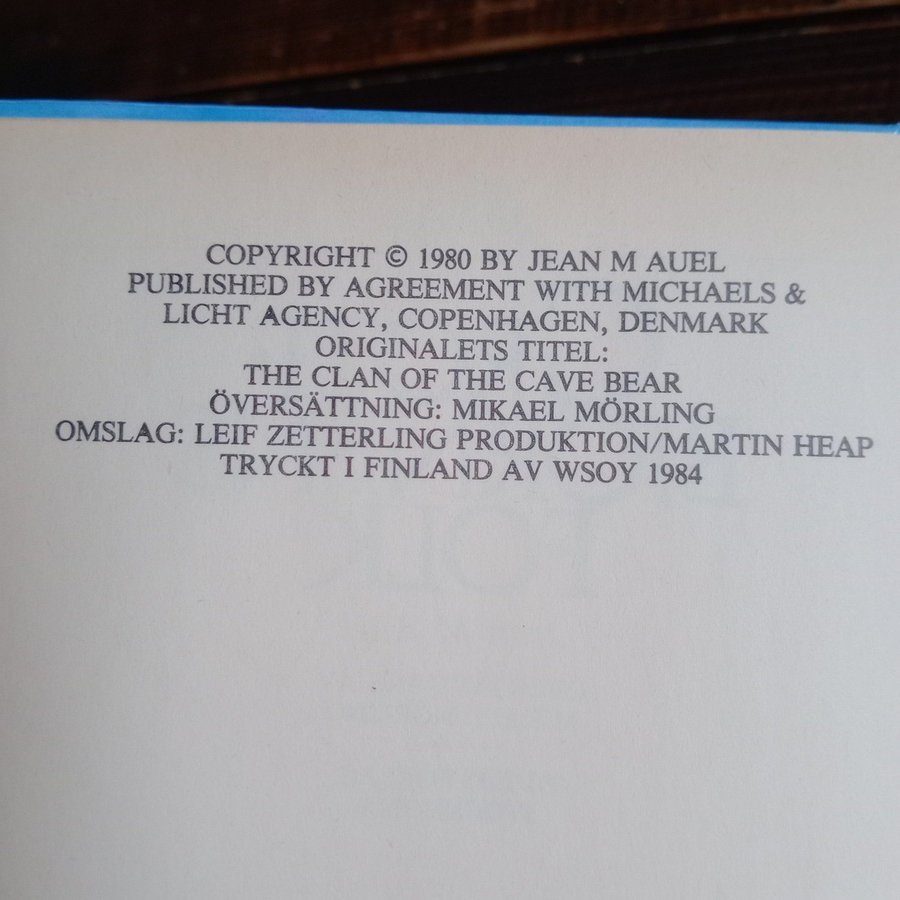 COPYRIGHT © 1980 BY JEAN M AUEL
PUBLISHED BY AGREEMENT WITH MICHAELS &
LICHT AGENCY, COPENHAGEN, DENMARK
ORIGINALETS TITEL:
THE CLAN OF THE CAVE BEAR
ÖVERSÄTTNING: MIKAEL MÖRLING
OMSLAG: LEIF ZETTERLING PRODUKTION/MARTIN HEAP
TRYCKT I FINLAND AV WSOY 1984